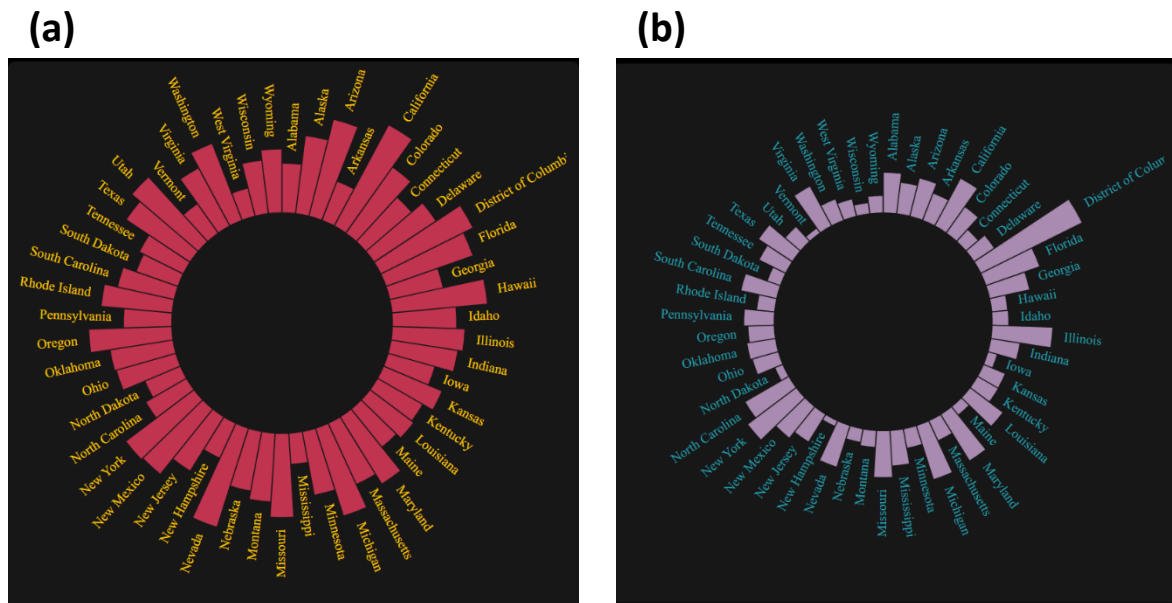 (a)
(b)
Alabama
Alaska
Arizona
Arkansas
California
Colorado
Connecticut
Delaware
District of Columb
Florida
Georgia
Hawaii
Idaho
Illinois
Indiana
Iowa
Kansas
Kentucky
Louisiana
Maine
Maryland
Massachusetts
Michigan
Minnesota
Mississippi
Missouri
Montana
Nebraska
Nevada
New Hampshire
New Jersey
New Mexico
New York
North Carolina
North Dakota
Ohio
Oklahoma
Oregon
Pennsylvania
Rhode Island
South Carolina
South Dakota
Tennessee
Texas
Utah
Vermont
Virginia
Washington
West Virginia
Wisconsin
Wyoming
Alabama
Alaska
Arizona
Arkansas
California
Colorado
Connecticut
Delaware
District of Colum
Florida
Georgia
Hawaii
Idaho
Illinois
Indiana
Iowa
Kansas
Kentucky
Louisiana
Maine
Maryland
Massachusetts
Michigan
Minnesota
Mississippi
Missouri
Montana
Nebraska
Nevada
New Hampshire
New Jersey
New Mexico
New York
North Carolina
North Dakota
Ohio
Oklahoma
Oregon
Pennsylvania
Rhode Island
South Carolina
South Dakota
Tennessee
Texas
Utah
Vermont
Virginia
Washington
West Virginia
Wisconsin
Wyoming